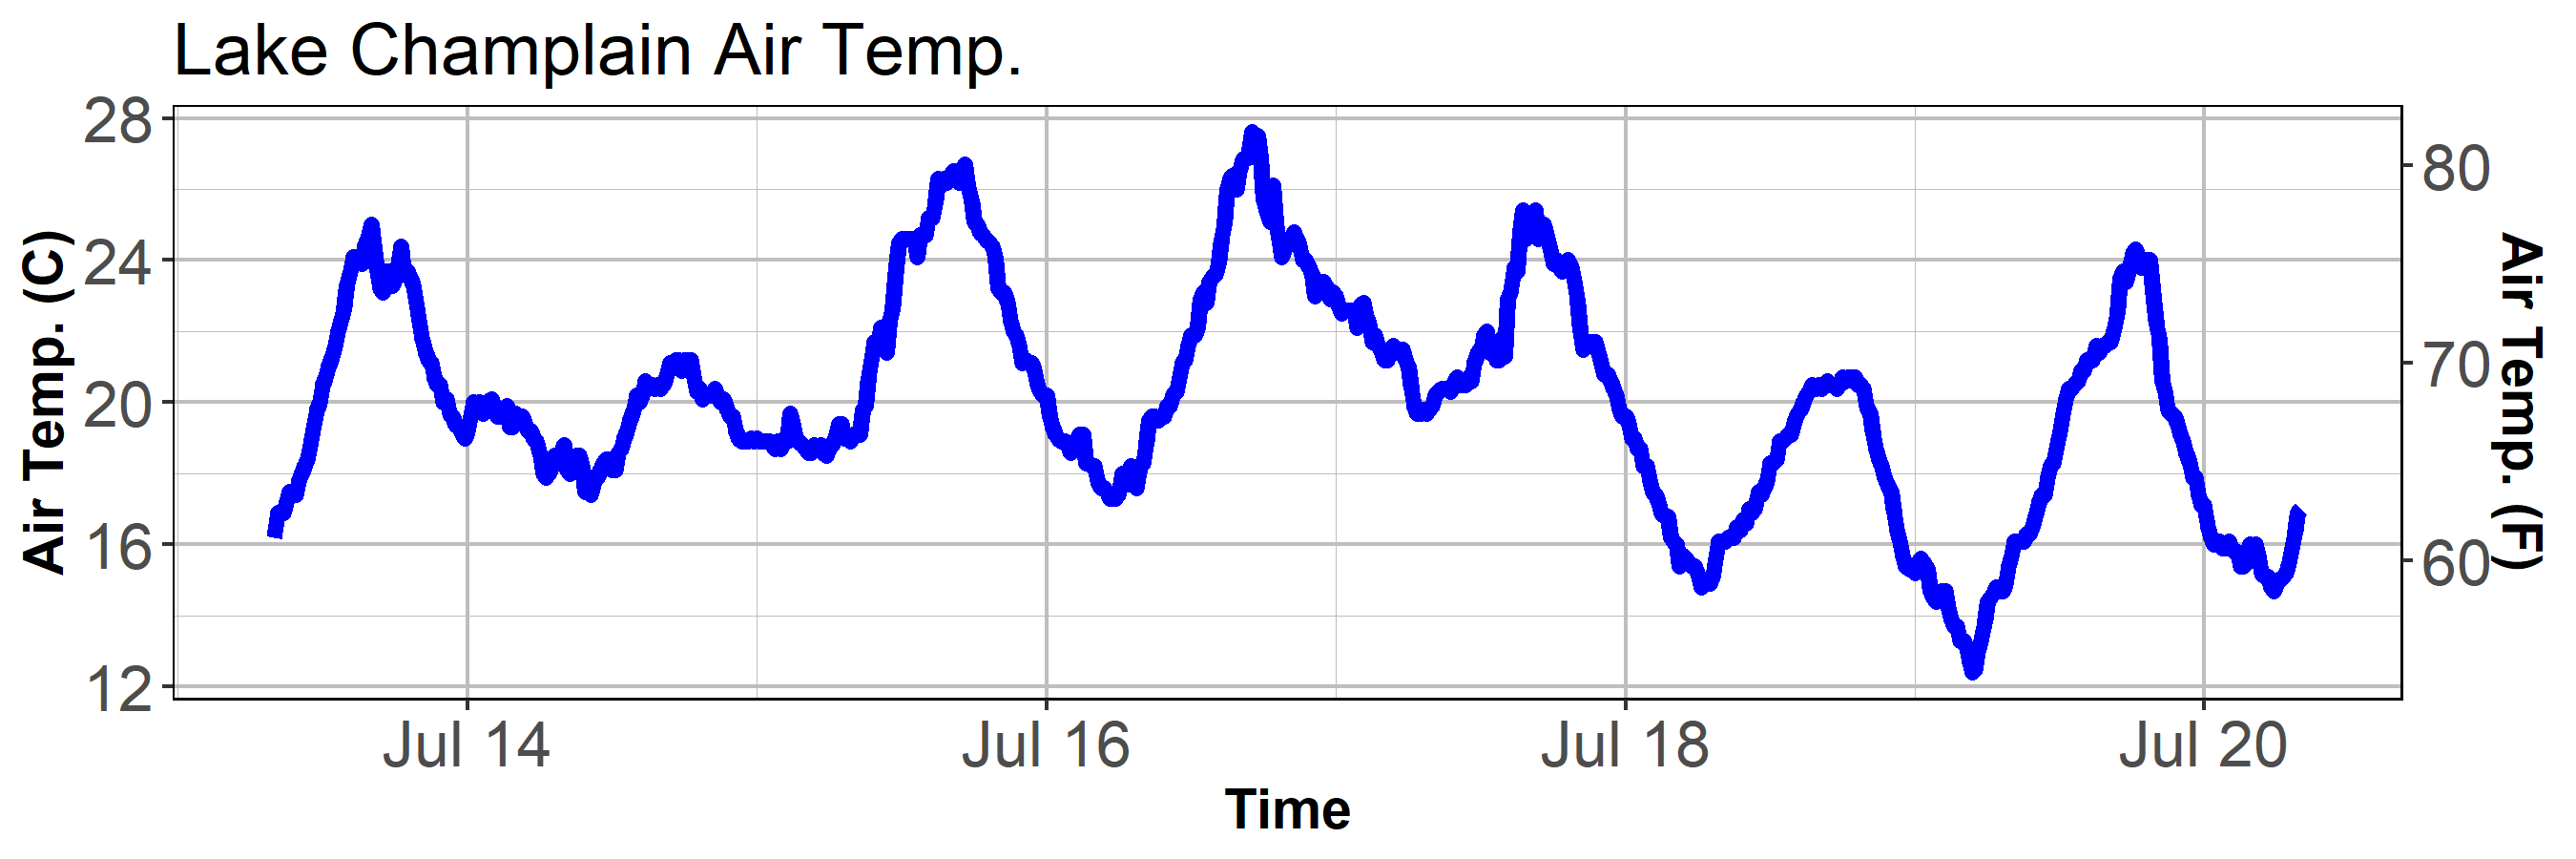 Lake Champlain Air Temp.
28
24
20
16
12
Air Temp. (C)
80
70
60
Air Temp. (F)
Jul 14
Jul 16
Jul 18
Jul 20
Time